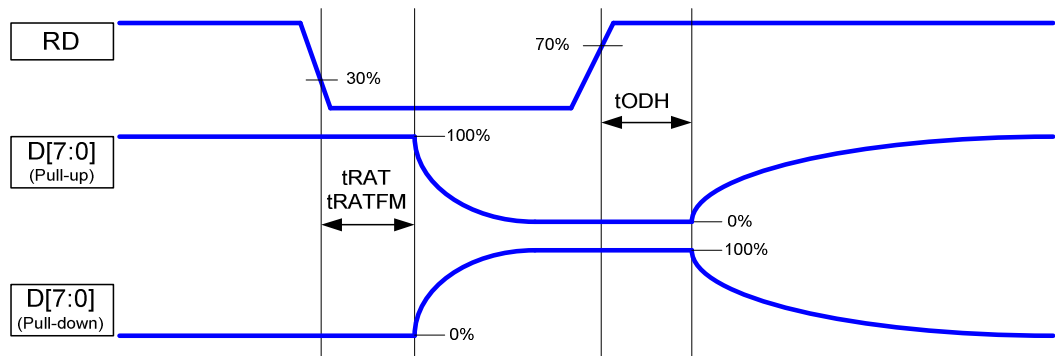 RD
70%
30%
tODH
D[7:0]
(Pull-up)
100%
tRAT
tRATFM
0%
100%
D[7:0]
(Pull-down)
0%